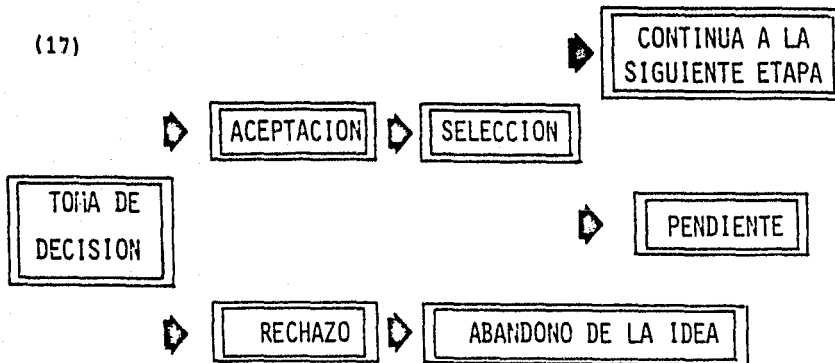 (17)
CONTINUA A LA
SIGUIENTE ETAPA
ACEPTACION
SELECCION
TOMA DE
DECISION
PENDIENTE
RECHAZO
ABANDONO DE LA IDEA